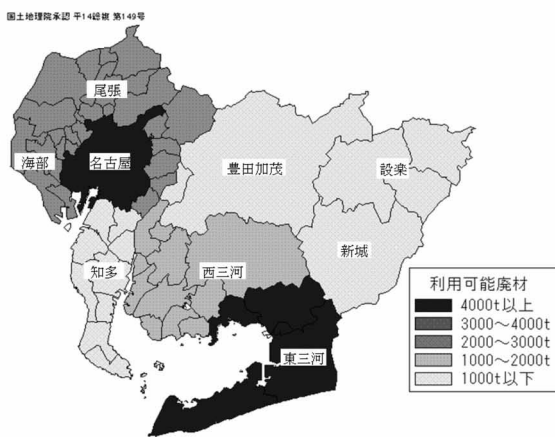 国土地理院承認 平14総複 第149号
尾張
海部
名古屋
豊田加茂
設楽
新城
知多
西三河
東三河
利用可能廃材
4000t以上
3000～4000t
2000～3000t
1000～2000t
1000t以下